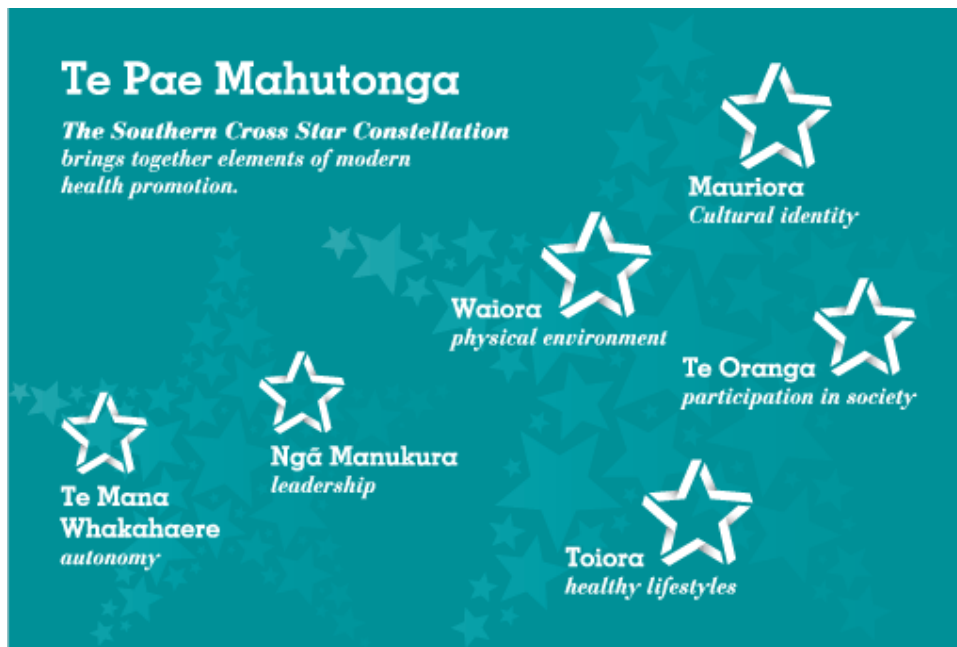 Te Pae Mahutonga
The Southern Cross Star Constellation
brings together elements of modern
health promotion.
Mauriora
Cultural identity
Waiora
physical environment
Te Oranga
participation in society
Ngā Manukura
leadership
Te Mana
Whakahaere
autonomy
Toiora
healthy lifestyles